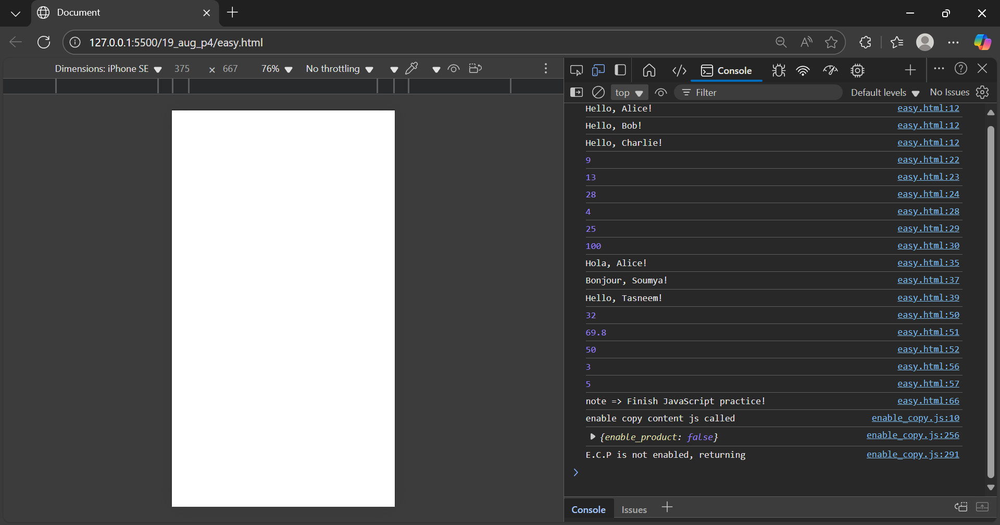 Document
127.0.0.1:5500/19_aug_p4/easy.html
Dimensions: iPhone SE 375 × 667 76% No throttling
Console
top Filter Default levels No Issues
Hello, Alice! easy.html:12
Hello, Bob! easy.html:12
Hello, Charlie! easy.html:12
9 easy.html:22
13 easy.html:23
28 easy.html:24
4 easy.html:28
25 easy.html:29
100 easy.html:30
Hola, Alice! easy.html:35
Bonjour, Soumya! easy.html:37
Hello, Tasneem! easy.html:39
32 easy.html:50
69.8 easy.html:51
50 easy.html:52
3 easy.html:56
5 easy.html:57
note => Finish JavaScript practice! easy.html:66
enable copy content js called enable_copy.js:10
{enable_product: false} enable_copy.js:256
E.C.P is not enabled, returning enable_copy.js:291
Console Issues